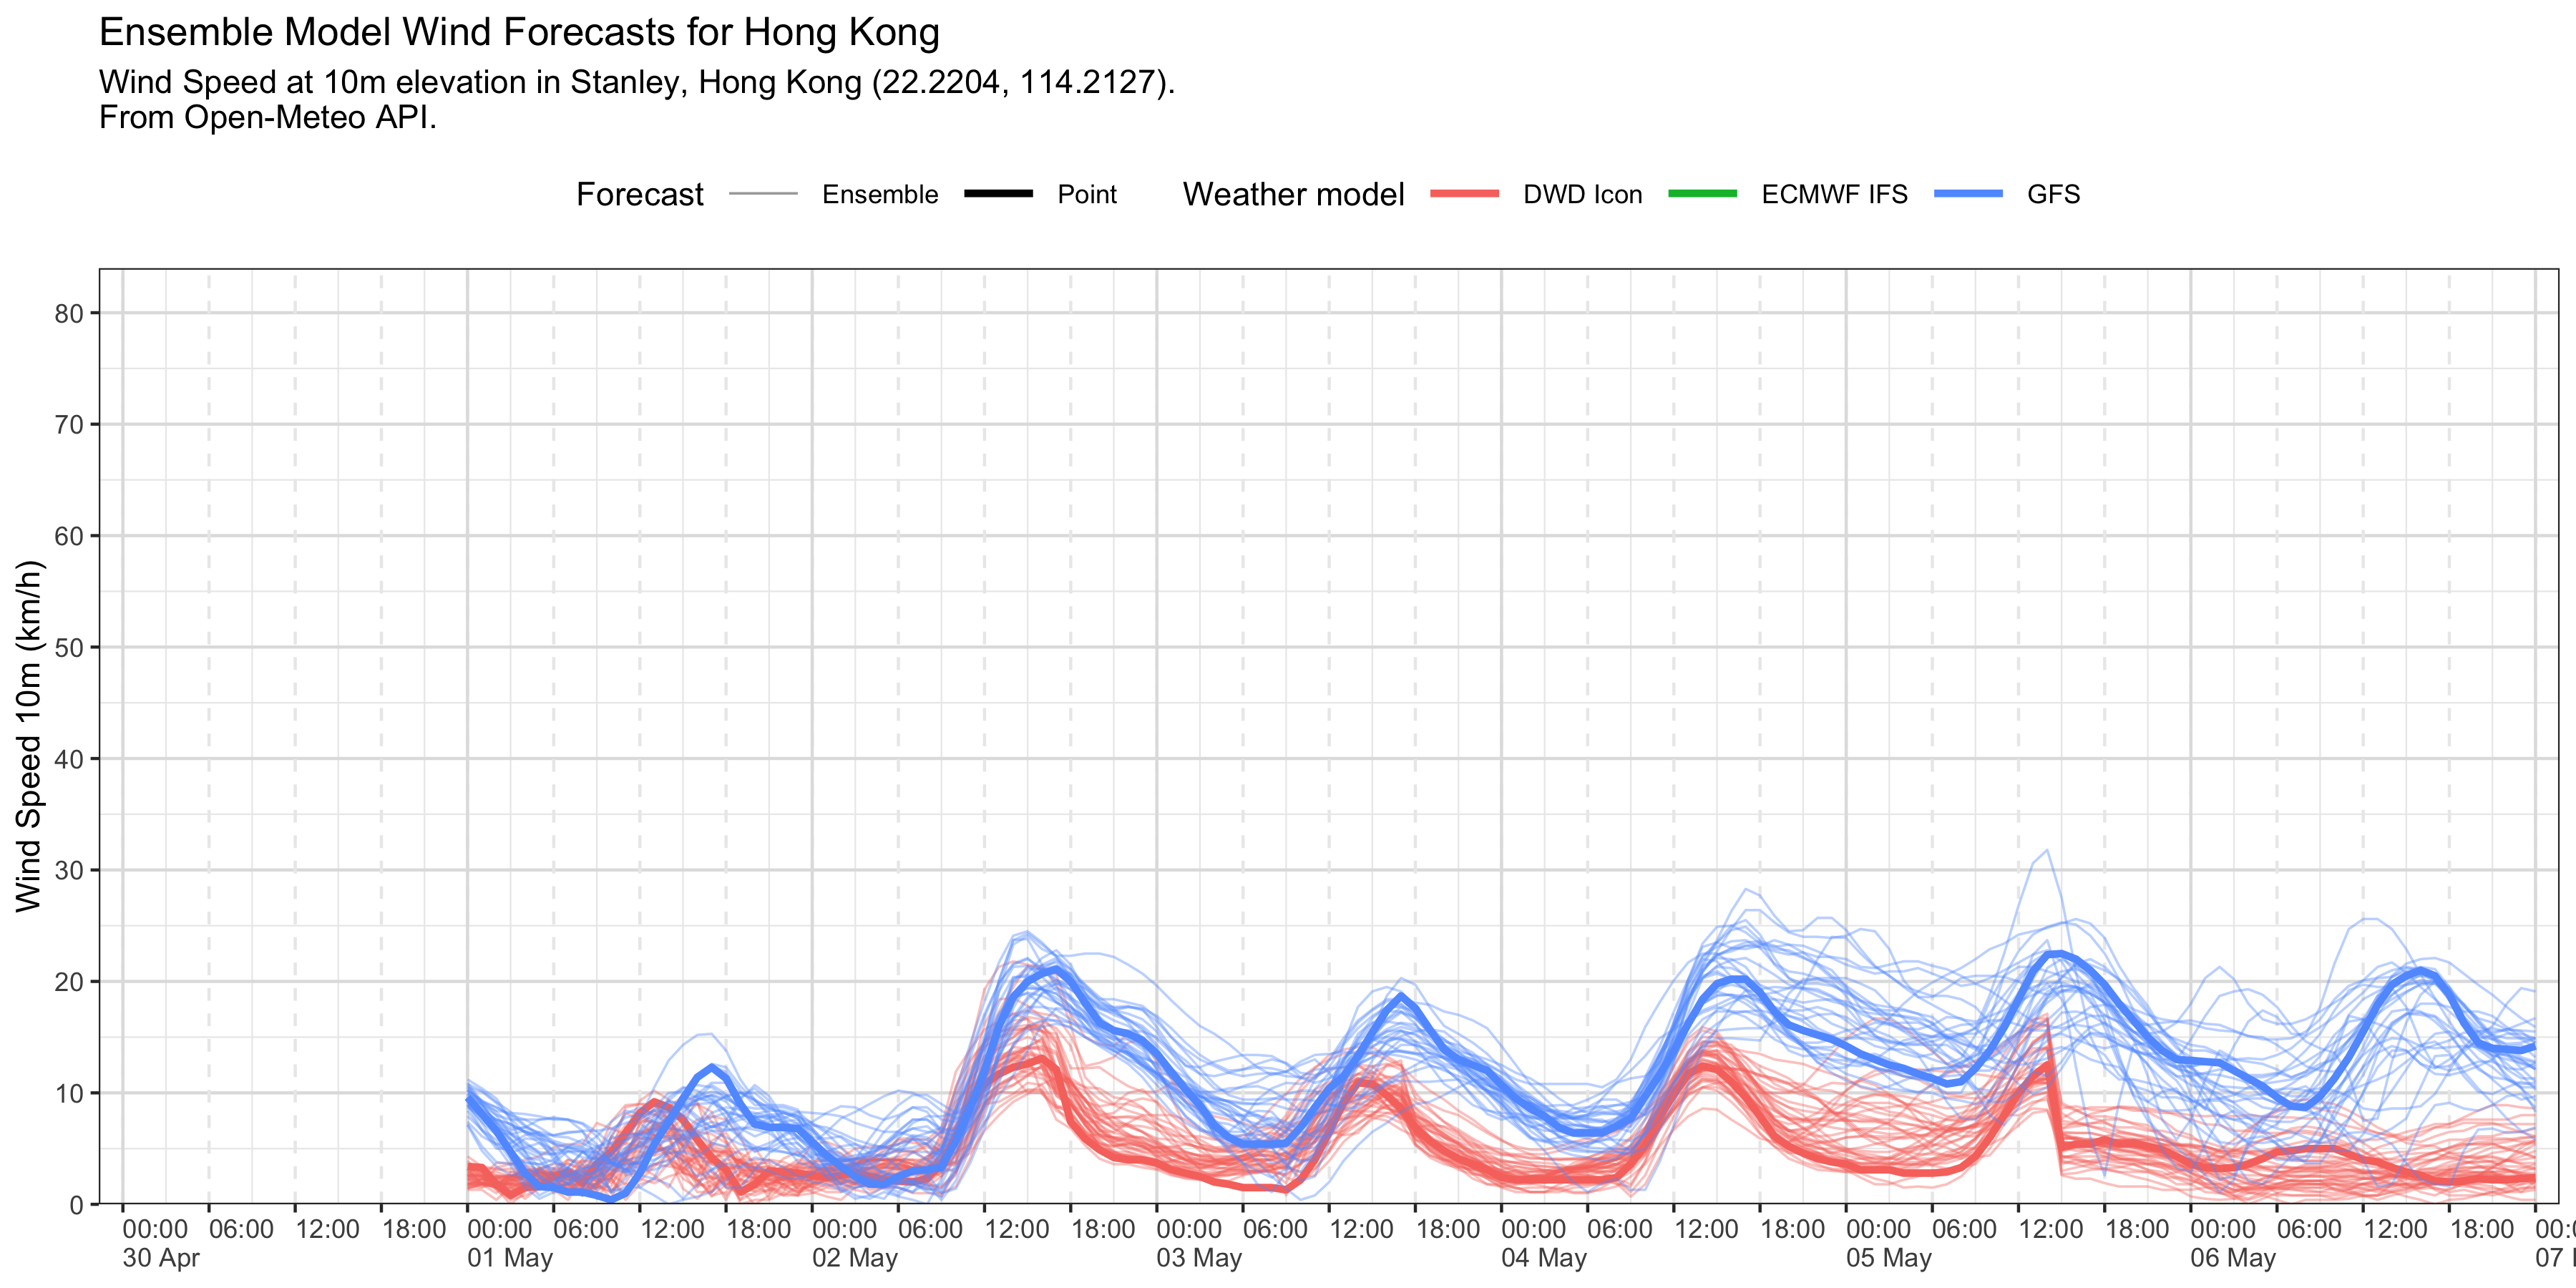 Ensemble Model Wind Forecasts for Hong Kong
Wind Speed at 10m elevation in Stanley, Hong Kong (22.2204, 114.2127).
From Open-Meteo API.
Forecast Ensemble Point Weather model DWD Icon ECMWF IFS GFS
Wind Speed 10m (km/h)
80
70
60
50
40
30
20
10
0
00:00 06:00 12:00 18:00 00:00 06:00 12:00 18:00 00:00 06:00 12:00 18:00 00:00 06:00 12:00 18:00 00:00 06:00 12:00 18:00 00:00 06:00 12:00 18:00 00:00 06:00 12:00 18:00
30 Apr 01 May 02 May 03 May 04 May 05 May 06 May 07